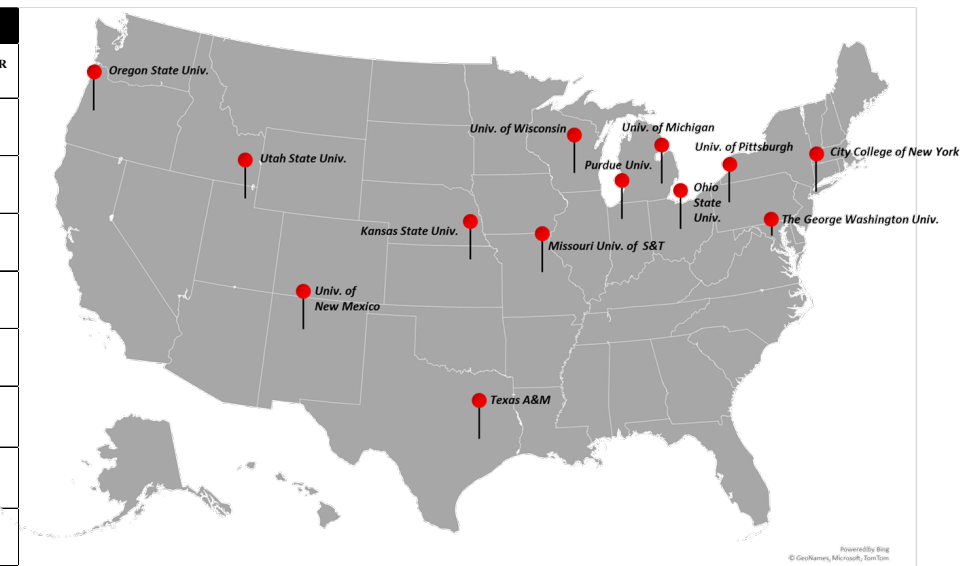 R
Oregon State Univ.
Univ. of Wisconsin
Univ. of Michigan
Univ. of Pittsburgh
City College of New York
Utah State Univ.
Purdue Univ.
Ohio
State
Univ.
The George Washington Univ.
Kansas State Univ.
Missouri Univ. of S&T
Univ. of
New Mexico
Texas A&M
Powered by Bing
© GeoNames, Microsoft, TomTom